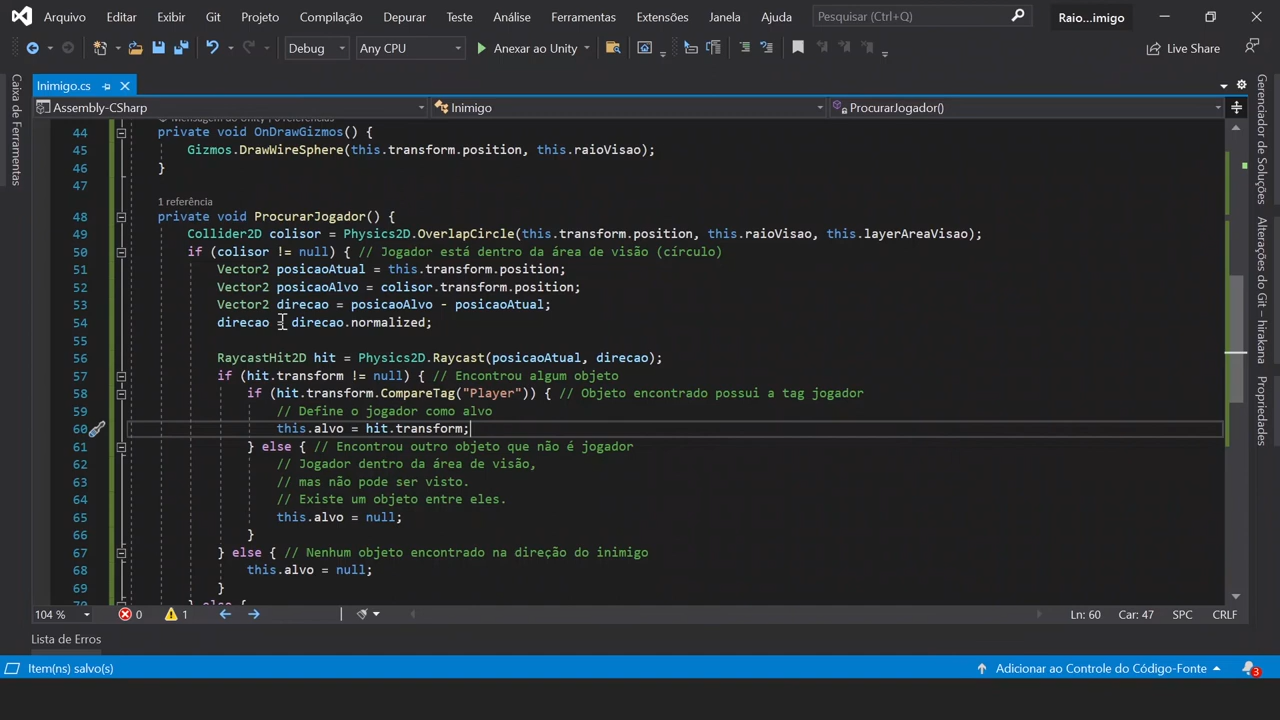 Arquivo Editar Exibir Git Projeto Compilação Depurar Teste Análise Ferramentas Extensões Janela Ajuda Pesquisar (Ctrl+Q) Raio...imigo
Debug Any CPU Anexar ao Unity Live Share
Inimigo.cs
Assembly-CSharp Inimigo ProcurarJogador()
Caixa de Ferramentas
Gerenciador de Soluções
Alterações do Git – hirakana
Mensagem do Unity | 0 referências
44 private void OnDrawGizmos() {
45 Gizmos.DrawWireSphere(this.transform.position, this.raioVisao);
46 }
47
1 referência
48 private void ProcurarJogador() {
49 Collider2D colisor = Physics2D.OverlapCircle(this.transform.position, this.raioVisao, this.layerAreaVisao);
50 if (colisor != null) { // Jogador está dentro da área de visão (círculo)
51 Vector2 posicaoAtual = this.transform.position;
52 Vector2 posicaoAlvo = colisor.transform.position;
53 Vector2 direcao = posicaoAlvo - posicaoAtual;
54 direcao = direcao.normalized;
55
56 RaycastHit2D hit = Physics2D.Raycast(posicaoAtual, direcao);
57 if (hit.transform != null) { // Encontrou algum objeto
58 if (hit.transform.CompareTag("Player")) { // Objeto encontrado possui a tag jogador
59 // Define o jogador como alvo
60 this.alvo = hit.transform;
61 } else { // Encontrou outro objeto que não é jogador
62 // Jogador dentro da área de visão,
63 // mas não pode ser visto.
64 // Existe um objeto entre eles.
65 this.alvo = null;
66 }
67 } else { // Nenhum objeto encontrado na direção do inimigo
68 this.alvo = null;
69 }
70 } else {
104 % 0 1 Ln: 60 Car: 47 SPC CRLF
Lista de Erros
Item(ns) salvo(s) Adicionar ao Controle do Código-Fonte 3